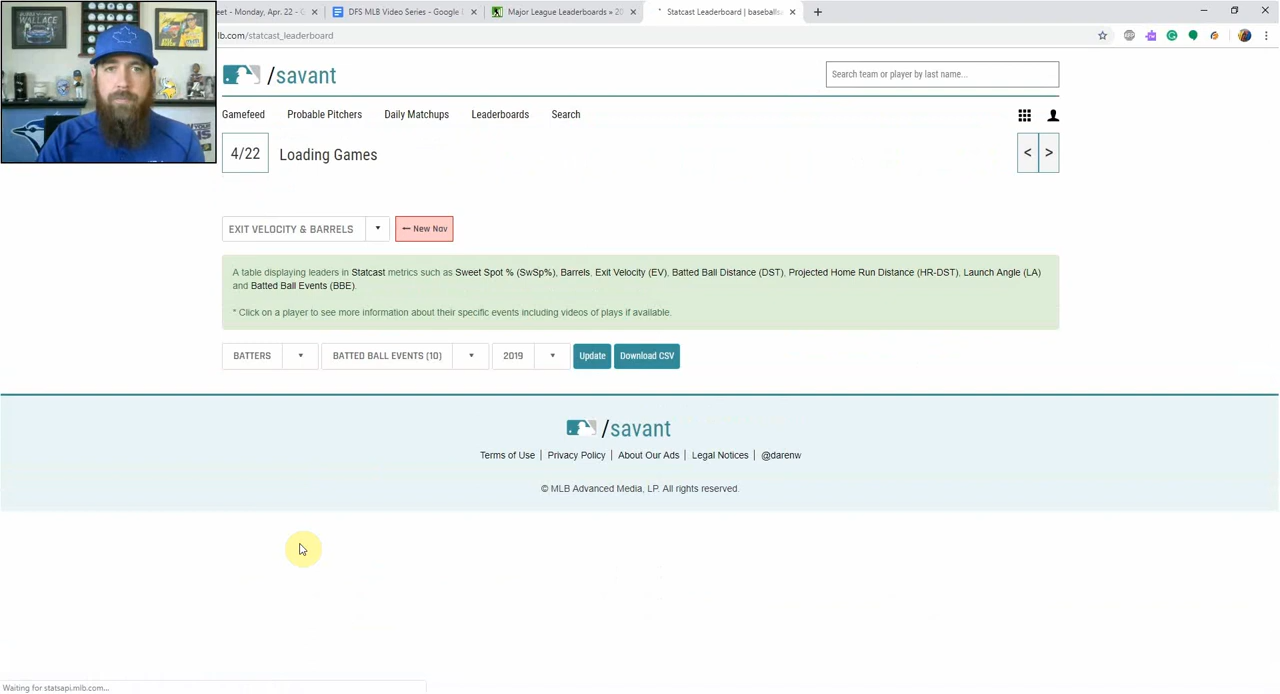 eet - Monday, Apr. 22 - G
DFS MLB Video Series - Google
Major League Leaderboards » 20
Statcast Leaderboard | baseballs
lb.com/statcast_leaderboard
WALLACE
/savant
Search team or player by last name...
Gamefeed Probable Pitchers Daily Matchups Leaderboards Search
4/22 Loading Games < >
EXIT VELOCITY & BARRELS New Nav
A table displaying leaders in Statcast metrics such as Sweet Spot % (SwSp%), Barrels, Exit Velocity (EV), Batted Ball Distance (DST), Projected Home Run Distance (HR-DST), Launch Angle (LA)
and Batted Ball Events (BBE).
* Click on a player to see more information about their specific events including videos of plays if available.
BATTERS BATTED BALL EVENTS (10) 2019 Update Download CSV
/savant
Terms of Use | Privacy Policy | About Our Ads | Legal Notices | @darenw
© MLB Advanced Media, LP. All rights reserved.
Waiting for statsapi.mlb.com...